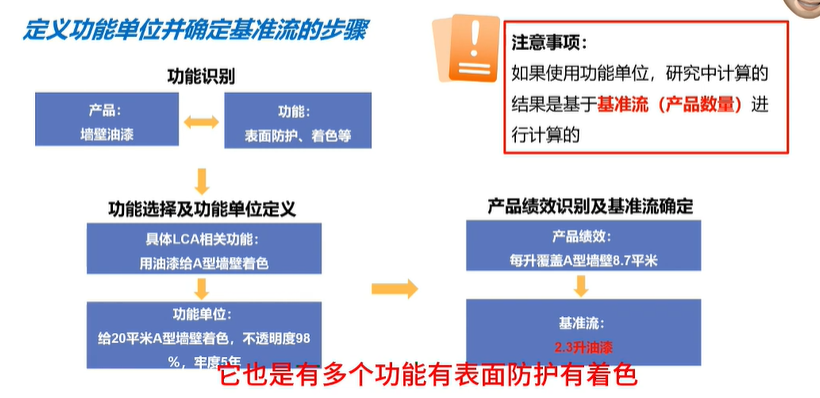 定义功能单位并确定基准流的步骤
注意事项：
如果使用功能单位，研究中计算的
结果是基于基准流（产品数量）进
行计算的
功能识别
产品：
墙壁油漆
功能：
表面防护、着色等
功能选择及功能单位定义
具体LCA相关功能：
用油漆给A型墙壁着色
功能单位：
给20平米A型墙壁着色，不透明度98
%，牢度5年
产品绩效识别及基准流确定
产品绩效：
每升覆盖A型墙壁8.7平米
基准流：
2.3升油漆
它也是有多个功能有表面防护有着色